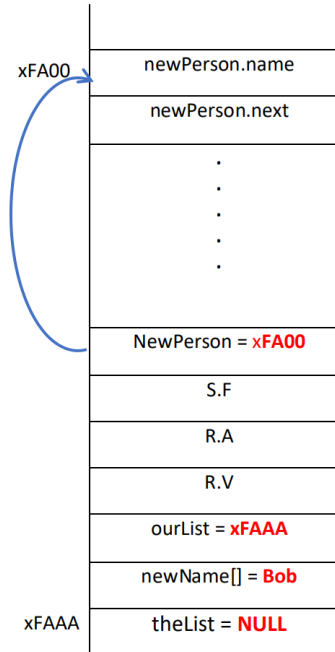 xFA00
newPerson.name
newPerson.next
.
.
.
.
.
NewPerson = xFA00
S.F
R.A
R.V
ourList = xFAAA
newName[] = Bob
xFAAA
theList = NULL